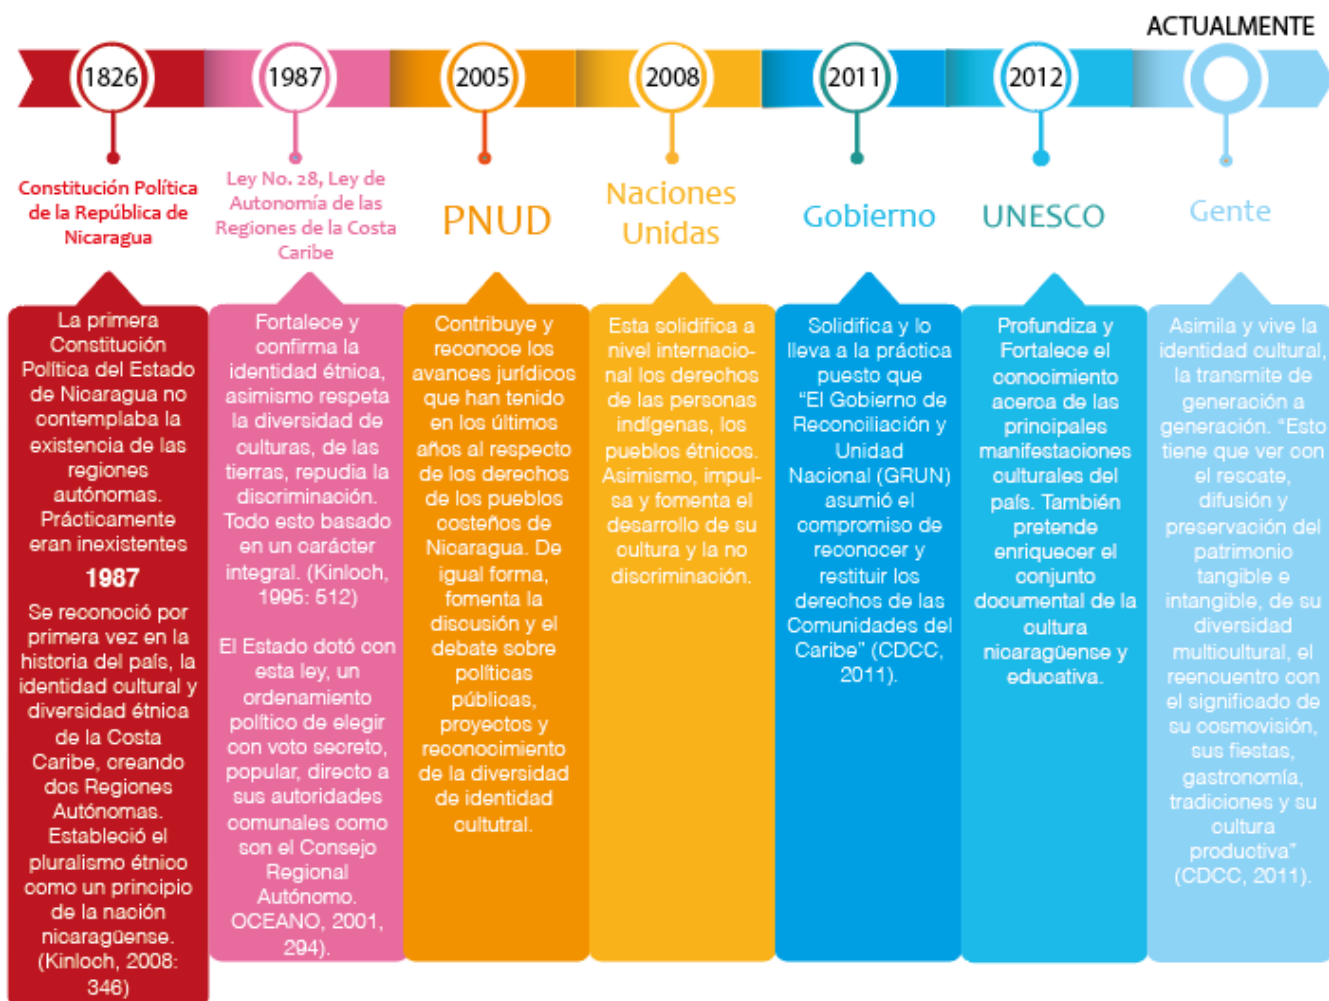 ACTUALMENTE
1826
1987
2005
2008
2011
2012
Constitución Política
de la República de
Nicaragua
Ley No. 28, Ley de
Autonomía de las
Regiones de la Costa
Caribe
PNUD
Naciones
Unidas
Gobierno
UNESCO
Gente
La primera
Constitución
Política del Estado
de Nicaragua no
contemplaba la
existencia de las
regiones
autónomas.
Prácticamente
eran inexistentes
1987
Se reconoció por
primera vez en la
historia del país, la
identidad cultural y
diversidad étnica
de la Costa
Caribe, creando
dos Regiones
Autónomas.
Estableció el
pluralismo étnico
como un principio
de la nación
nicaragüense.
(Kinloch, 2008:
346)
Fortalece y
confirma la
identidad étnica,
asimismo respeta
la diversidad de
culturas, de las
tierras, repudia la
discriminación.
Todo esto basado
en un carácter
integral. (Kinloch,
1995: 512)
El Estado dotó con
esta ley, un
ordenamiento
político de elegir
con voto secreto,
popular, directo a
sus autoridades
comunales como
son el Consejo
Regional
Autónomo.
OCEANO, 2001,
294).
Contribuye y
reconoce los
avances jurídicos
que han tenido
en los últimos
años al respecto
de los derechos
de los pueblos
costeños de
Nicaragua. De
igual forma,
fomenta la
discusión y el
debate sobre
políticas
públicas,
proyectos y
reconocimiento
de la diversidad
de identidad
cultutral.
Esta solidifica a
nivel internacio-
nal los derechos
de las personas
indígenas, los
pueblos étnicos.
Asimismo, impul-
sa y fomenta el
desarrollo de su
cultura y la no
discriminación.
Solidifica y lo
lleva a la práctica
puesto que
“El Gobierno de
Reconciliación y
Unidad
Nacional (GRUN)
asumió el
compromiso de
reconocer y
restituir los
derechos de las
Comunidades del
Caribe” (CDCC,
2011).
Profundiza y
Fortalece el
conocimiento
acerca de las
principales
manifestaciones
culturales del
país. También
pretende
enriquecer el
conjunto
documental de la
cultura
nicaragüense y
educativa.
Asimila y vive la
identidad cultural,
la transmite de
generación a
generación. “Esto
tiene que ver con
el rescate,
difusión y
preservación del
patrimonio
tangible e
intangible, de su
diversidad
multicultural, el
reencuentro con
el significado de
su cosmovisión,
sus fiestas,
gastronomía,
tradiciones y su
cultura
productiva”
(CDCC, 2011).